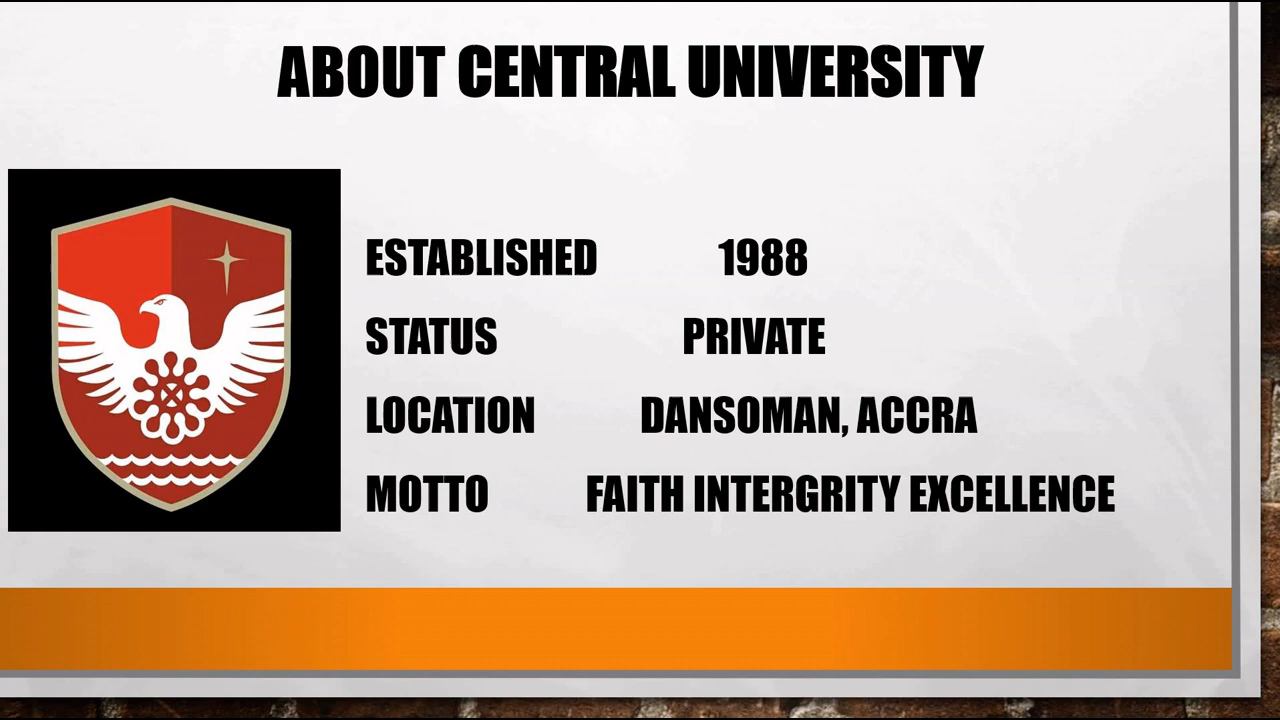 ABOUT CENTRAL UNIVERSITY
ESTABLISHED 1988
STATUS PRIVATE
LOCATION DANSOMAN, ACCRA
MOTTO FAITH INTERGRITY EXCELLENCE